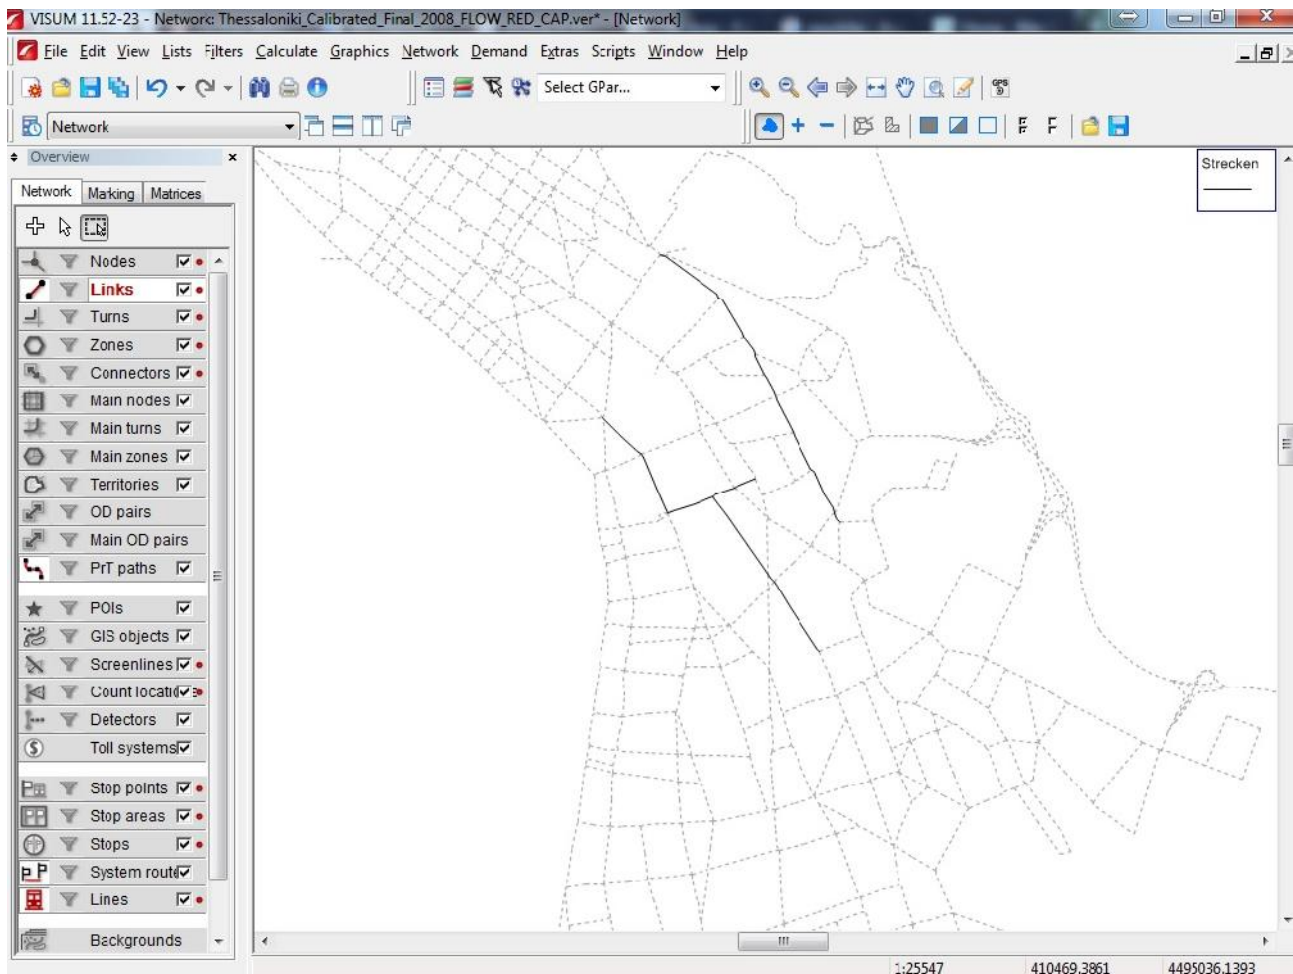 VISUM 11.52-23 - Network: Thessaloniki_Calibrated_Final_2008_FLOW_RED_CAP.ver* - [Network]
File Edit View Lists Filters Calculate Graphics Network Demand Extras Scripts Window Help
Select GPar...
GPS
Network
F F
Overview
Strecken
Network Marking Matrices
Nodes
Links
Turns
Zones
Connectors
Main nodes
Main turns
Main zones
Territories
OD pairs
Main OD pairs
PrT paths
POIs
GIS objects
Screenlines
Count locati
Detectors
Toll systems
Stop points
Stop areas
Stops
System rout
Lines
Backgrounds
1:25547 410469.3861 4495036.1393